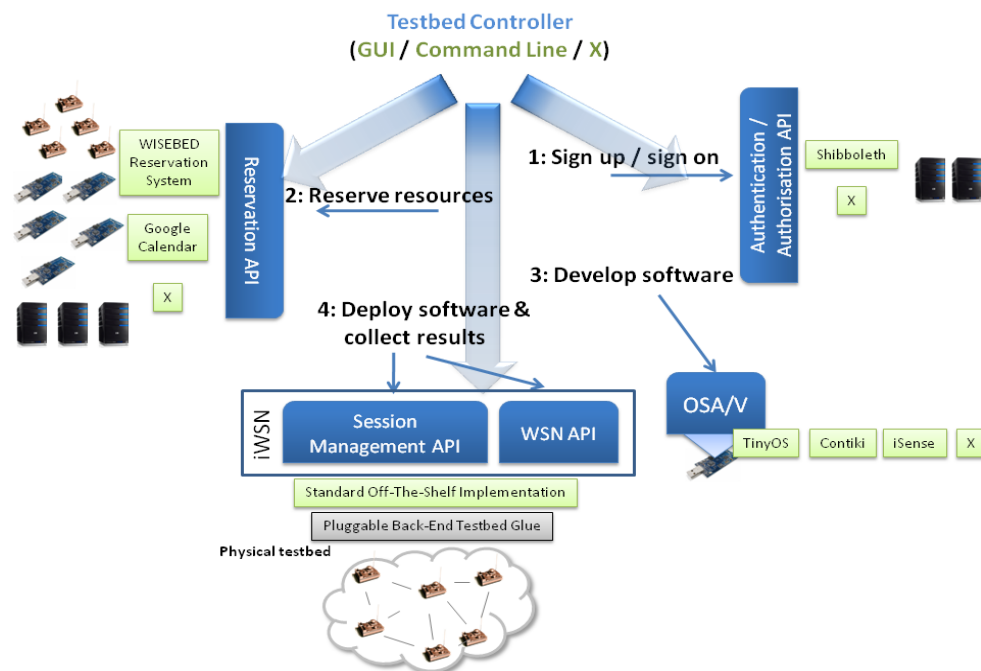 Testbed Controller
(GUI / Command Line / X)
WISEBED
Reservation
System
Google
Calendar
X
Reservation API
1: Sign up / sign on
2: Reserve resources
3: Develop software
4: Deploy software &
collect results
Authentication /
Authorisation API
Shibboleth
X
iWSN
Session
Management API
WSN API
OSA/V
TinyOS
Contiki
iSense
X
Standard Off-The-Shelf Implementation
Pluggable Back-End Testbed Glue
Physical testbed